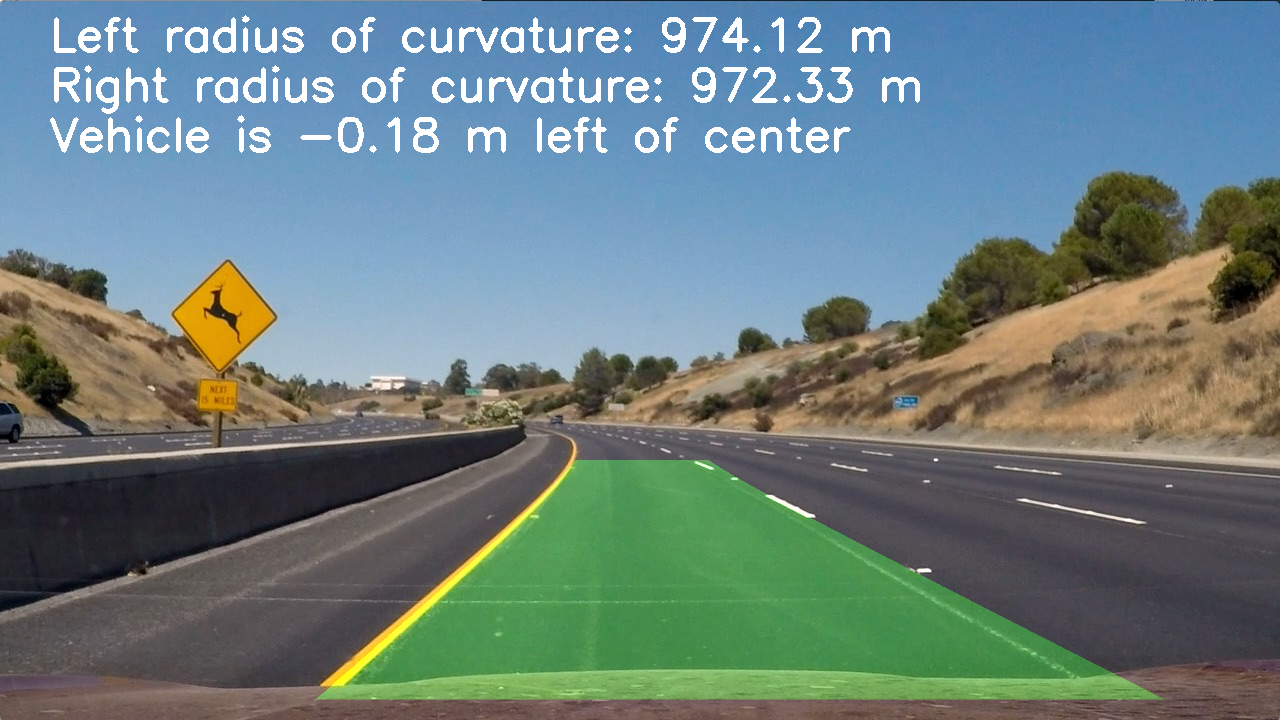 Left radius of curvature: 974.12 m
Right radius of curvature: 972.33 m
Vehicle is -0.18 m left of center
NEXT
15 MILES